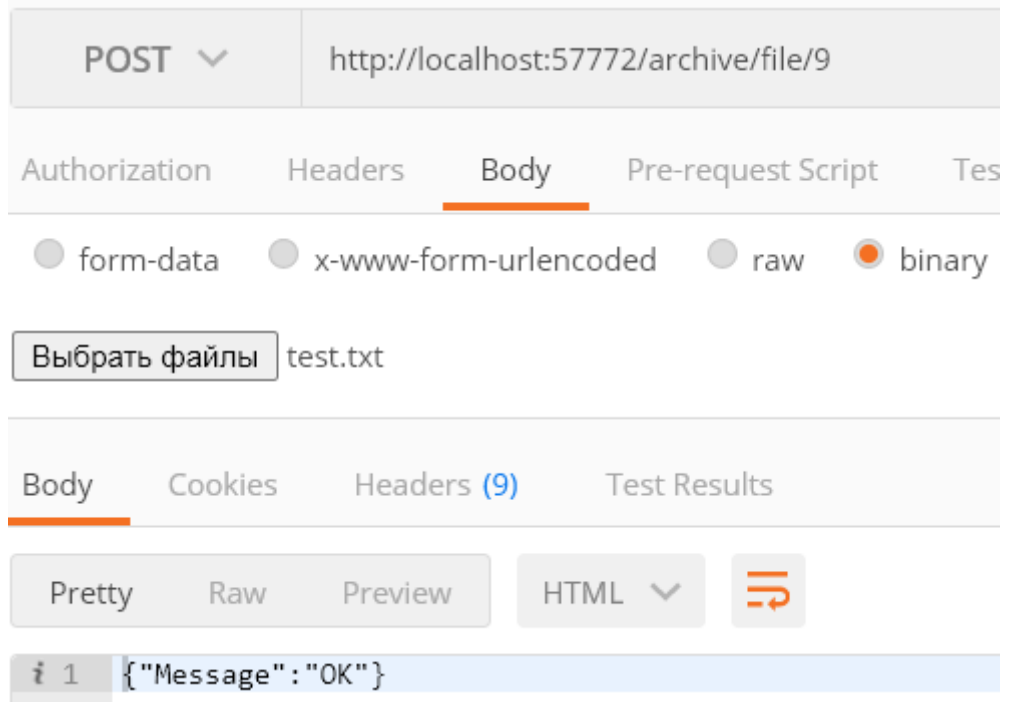 POST http://localhost:57772/archive/file/9
Authorization Headers Body Pre-request Script Tes
form-data x-www-form-urlencoded raw binary
Выбрать файлы test.txt
Body Cookies Headers (9) Test Results
Pretty Raw Preview HTML
i 1 {"Message":"OK"}